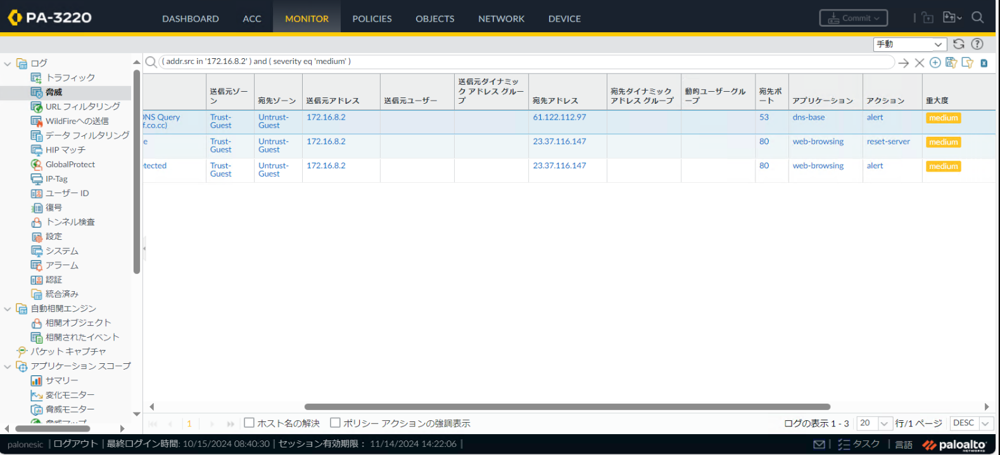 PA-3220
DASHBOARD
ACC
MONITOR
POLICIES
OBJECTS
NETWORK
DEVICE
Commit
手動
( addr.src in '172.16.8.2' ) and ( severity eq 'medium' )
ログ
トラフィック
脅威
URL フィルタリング
WildFireへの送信
データ フィルタリング
HIP マッチ
GlobalProtect
IP-Tag
ユーザー ID
復号
トンネル検査
設定
システム
アラーム
認証
統合済み
自動相関エンジン
相関オブジェクト
相関されたイベント
パケット キャプチャ
アプリケーション スコープ
サマリー
変化モニター
脅威モニター
脅威マップ
送信元ゾー
ン
宛先ゾーン
送信元アドレス
送信元ユーザー
送信元ダイナミッ
ク アドレス グルー
プ
宛先アドレス
宛先ダイナミック
アドレス グループ
動的ユーザーグル
ープ
宛先ポ
ート
アプリケーション
アクション
重大度
DNS Query
f.co.cc)
Trust-
Guest
Untrust-
Guest
172.16.8.2
61.122.112.97
53
dns-base
alert
medium
e
Trust-
Guest
Untrust-
Guest
172.16.8.2
23.37.116.147
80
web-browsing
reset-server
medium
tected
Trust-
Guest
Untrust-
Guest
172.16.8.2
23.37.116.147
80
web-browsing
alert
medium
1
ホスト名の解決
ポリシー アクションの強調表示
ログの表示 1 - 3
20
行/1 ページ
DESC
palonesic | ログアウト | 最終ログイン時間: 10/15/2024 08:40:30 | セッション有効期限： 11/14/2024 14:22:06 |
タスク | 言語
paloalto
NETWORKS